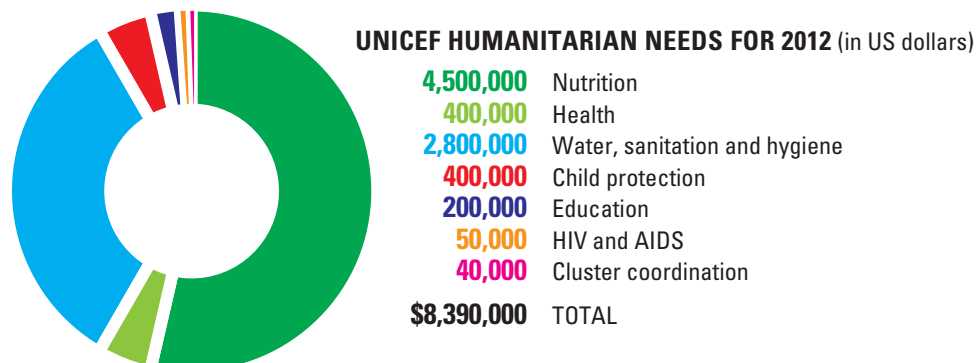 UNICEF HUMANITARIAN NEEDS FOR 2012 (in US dollars)
4,500,000 Nutrition
400,000 Health
2,800,000 Water, sanitation and hygiene
400,000 Child protection
200,000 Education
50,000 HIV and AIDS
40,000 Cluster coordination
$8,390,000 TOTAL